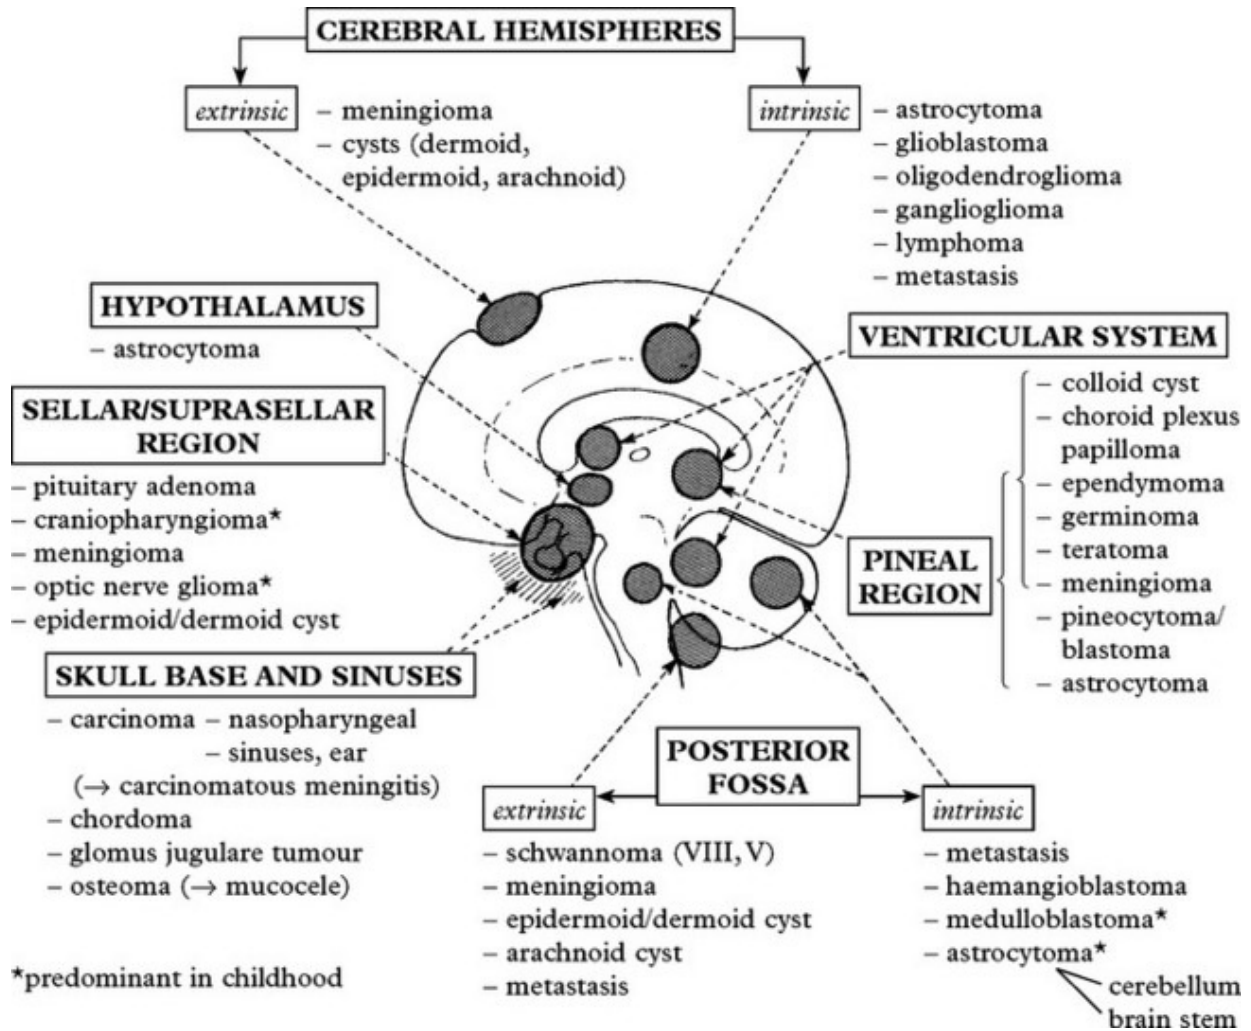 CEREBRAL HEMISPHERES
extrinsic
– meningioma
– cysts (dermoid,
epidermoid, arachnoid)
intrinsic
– astrocytoma
– glioblastoma
– oligodendroglioma
– ganglioglioma
– lymphoma
– metastasis
HYPOTHALAMUS
– astrocytoma
SELLAR/SUPRASELLAR
REGION
– pituitary adenoma
– craniopharyngioma*
– meningioma
– optic nerve glioma*
– epidermoid/dermoid cyst
VENTRICULAR SYSTEM
– colloid cyst
– choroid plexus
papilloma
– ependymoma
– germinoma
– teratoma
– meningioma
– pineocytoma/
blastoma
– astrocytoma
PINEAL
REGION
SKULL BASE AND SINUSES
– carcinoma – nasopharyngeal
– sinuses, ear
(→ carcinomatous meningitis)
– chordoma
– glomus jugulare tumour
– osteoma (→ mucocele)
POSTERIOR
FOSSA
extrinsic
– schwannoma (VIII, V)
– meningioma
– epidermoid/dermoid cyst
– arachnoid cyst
– metastasis
intrinsic
– metastasis
– haemangioblastoma
– medulloblastoma*
– astrocytoma*
cerebellum
brain stem
*predominant in childhood